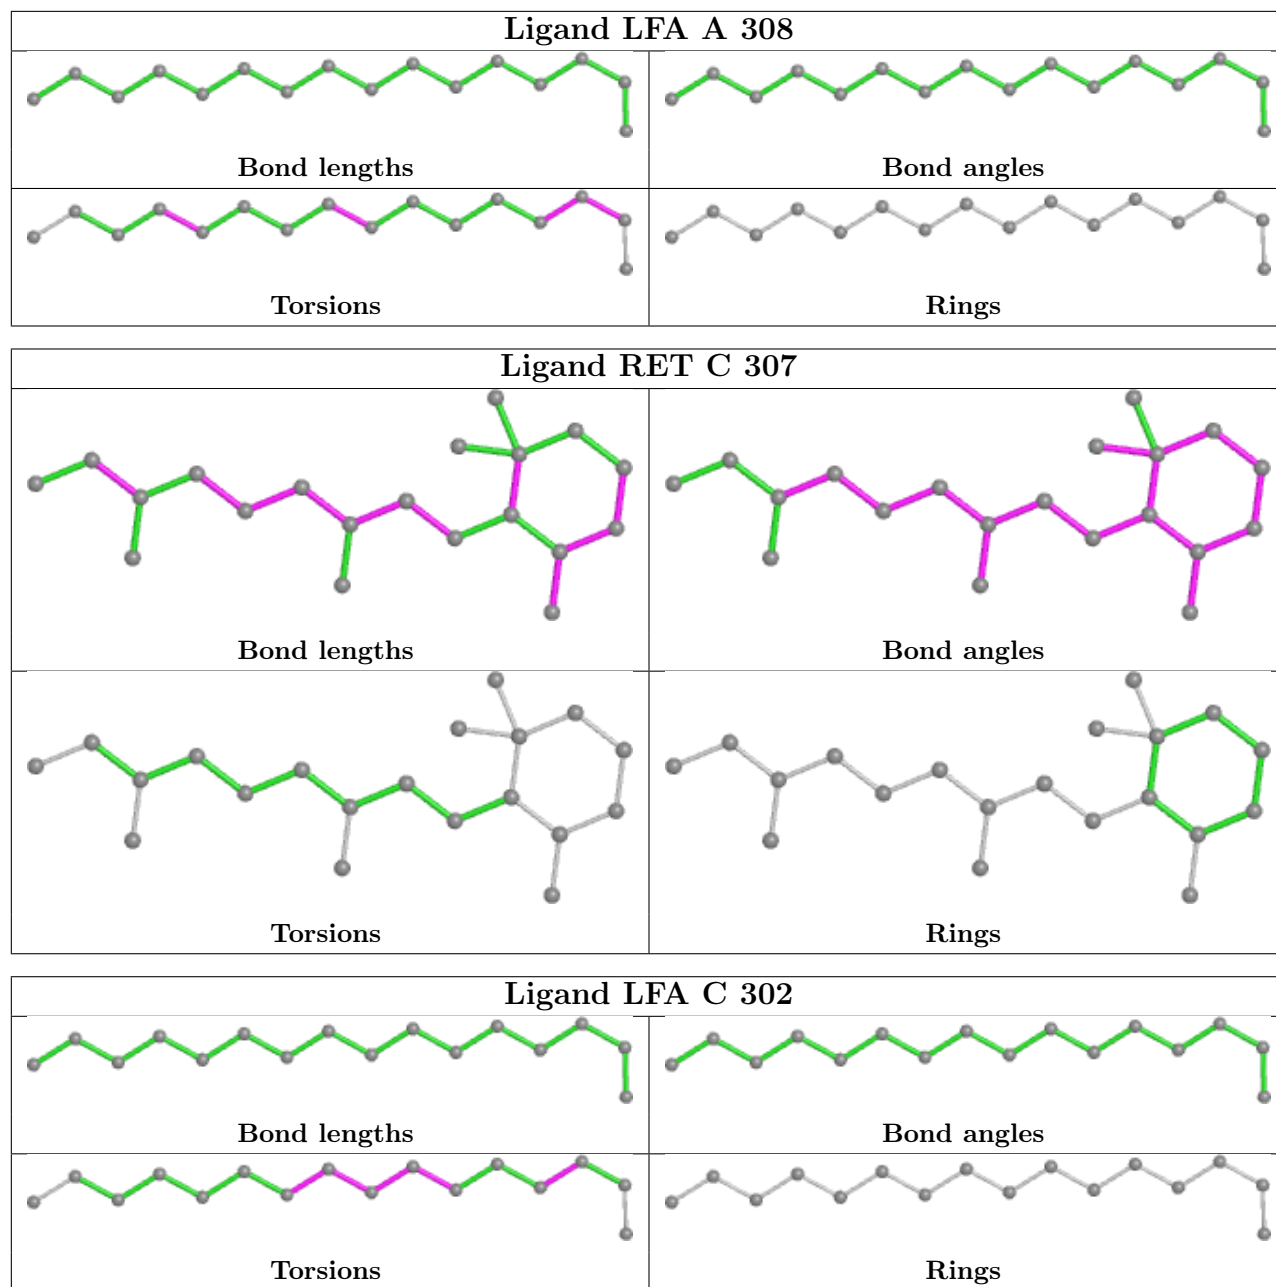 Ligand LFA A 308
Bond lengths
Bond angles
Torsions
Rings
Ligand RET C 307
Bond lengths
Bond angles
Torsions
Rings
Ligand LFA C 302
Bond lengths
Bond angles
Torsions
Rings